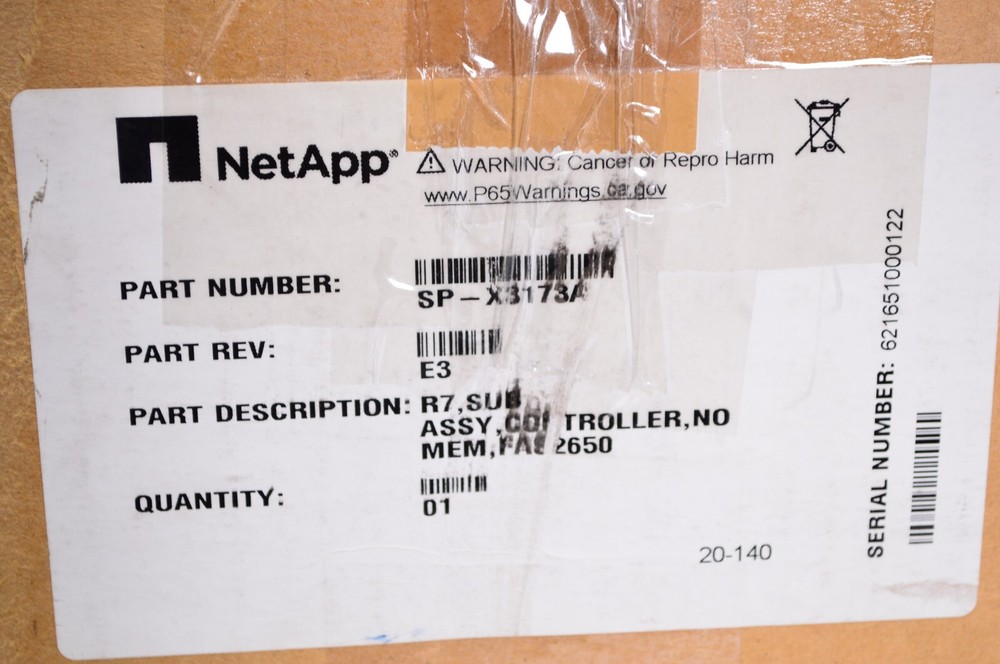 NetApp®
⚠ WARNING: Cancer or Repro Harm
www.P65Warnings.ca.gov
PART NUMBER:
SP-X3173A
PART REV:
E3
PART DESCRIPTION: R7,SUB
ASSY,CONTROLLER,NO
MEM,FAS2650
QUANTITY:
01
20-140
SERIAL NUMBER: 621651000122